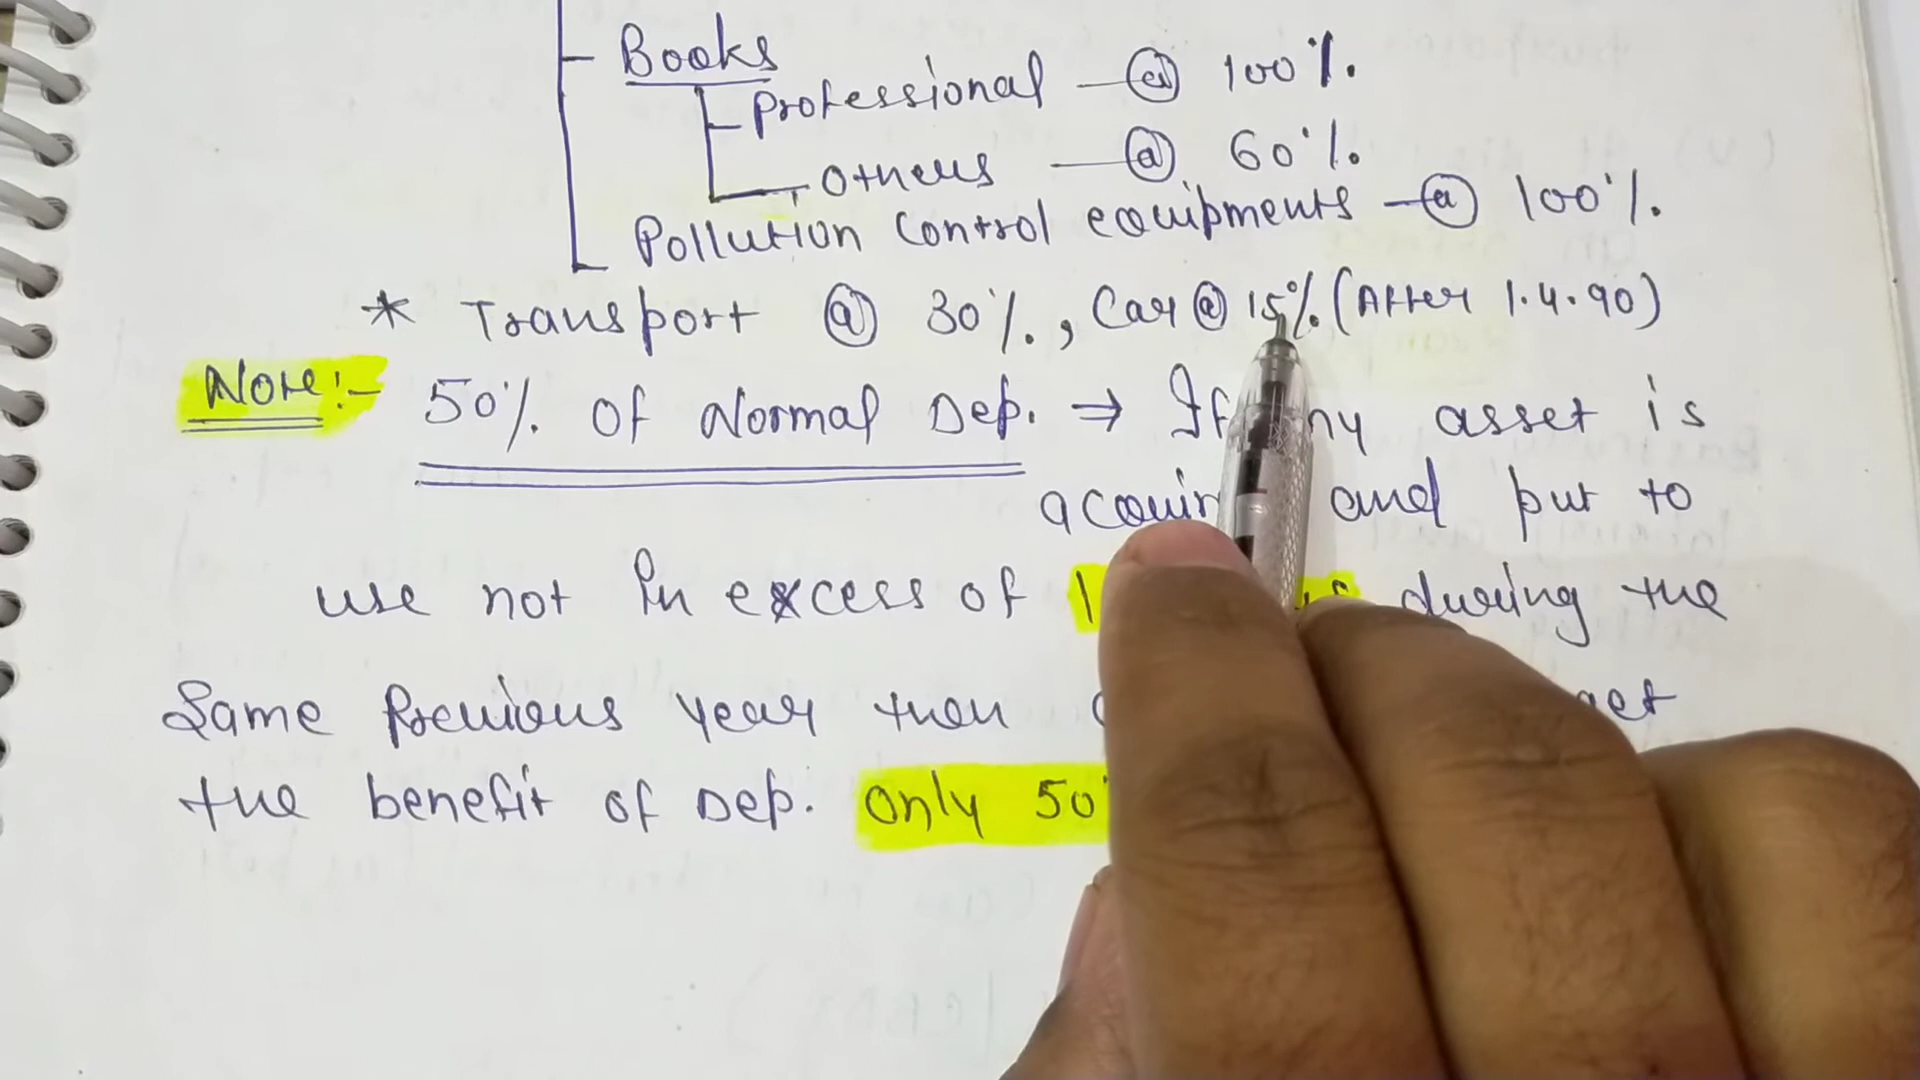 Books
Professional — @ 100%.
Others — @ 60%.
Pollution Control equipments — @ 100%.
* Transport @ 30%., Car @ 15%. (After 1.4.90)
Note:- 50%. of Normal Dep. ⇒ If any asset is
and put to
use not in excess of during the
Same Previous year then get
the benefit of Dep. Only 50